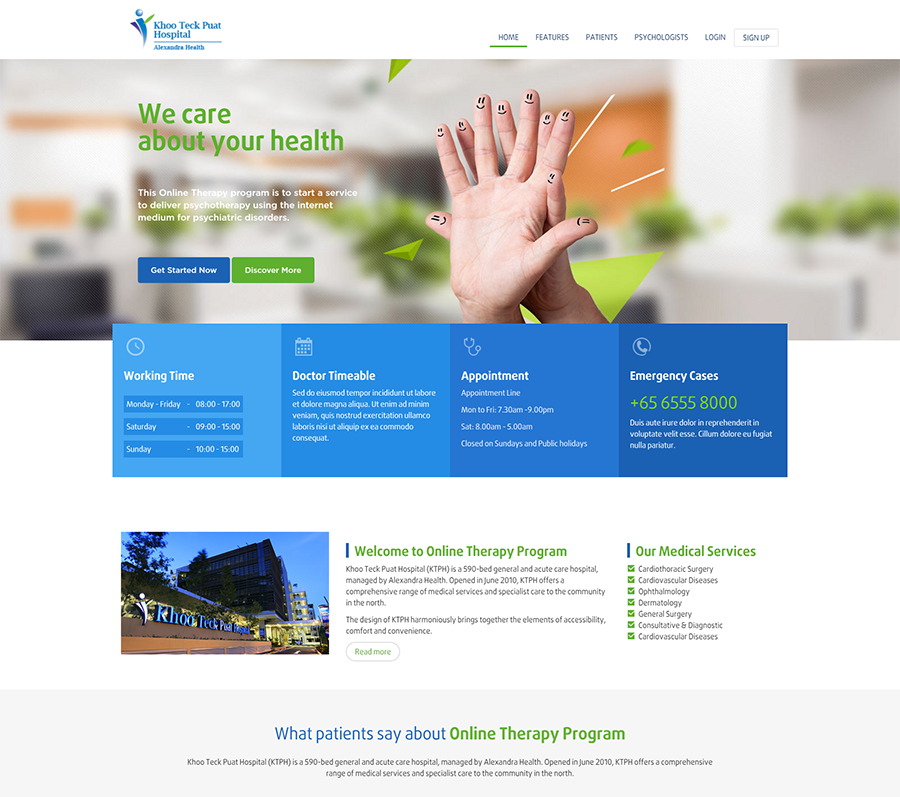 Khoo Teck Puat
Hospital
Alexandra Health
HOME
FEATURES
PATIENTS
PSYCHOLOGISTS
LOGIN
SIGN UP
We care
about your health
This Online Therapy program is to start a service
to deliver psychotherapy using the internet
medium for psychiatric disorders.
Get Started Now
Discover More
Working Time
Monday - Friday - 08:00 - 17:00
Saturday - 09:00 - 15:00
Sunday - 10:00 - 15:00
Doctor Timeable
Sed do eiusmod tempor incididunt ut labore
et dolore magna aliqua. Ut enim ad minim
veniam, quis nostrud exercitation ullamco
laboris nisi ut aliquip ex ea commodo
consequat.
Appointment
Appointment Line
Mon to Fri: 7.30am -9.00pm
Sat: 8.00am - 5.00am
Closed on Sundays and Public holidays
Emergency Cases
+65 6555 8000
Duis aute irure dolor in reprehenderit in
voluptate velit esse. Cillum dolore eu fugiat
nulla pariatur.
Khoo Teck Puat Hospital
Welcome to Online Therapy Program
Khoo Teck Puat Hospital (KTPH) is a 590-bed general and acute care hospital,
managed by Alexandra Health. Opened in June 2010, KTPH offers a
comprehensive range of medical services and specialist care to the community
in the north.
The design of KTPH harmoniously brings together the elements of accessibility,
comfort and convenience.
Read more
Our Medical Services
Cardiothoracic Surgery
Cardiovascular Diseases
Ophthalmology
Dermatology
General Surgery
Consultative & Diagnostic
Cardiovascular Diseases
What patients say about Online Therapy Program
Khoo Teck Puat Hospital (KTPH) is a 590-bed general and acute care hospital, managed by Alexandra Health. Opened in June 2010, KTPH offers a comprehensive
range of medical services and specialist care to the community in the north.